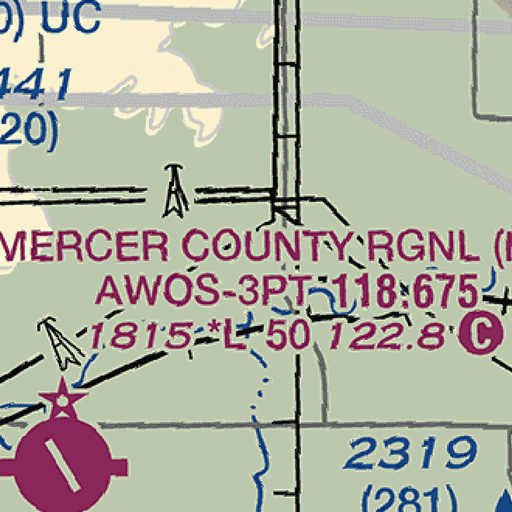 0) UC
441
20)
MERCER COUNTY RGNL (
AWOS-3PT 118.675
1815 *L 50 122.8 C
2319
(281)